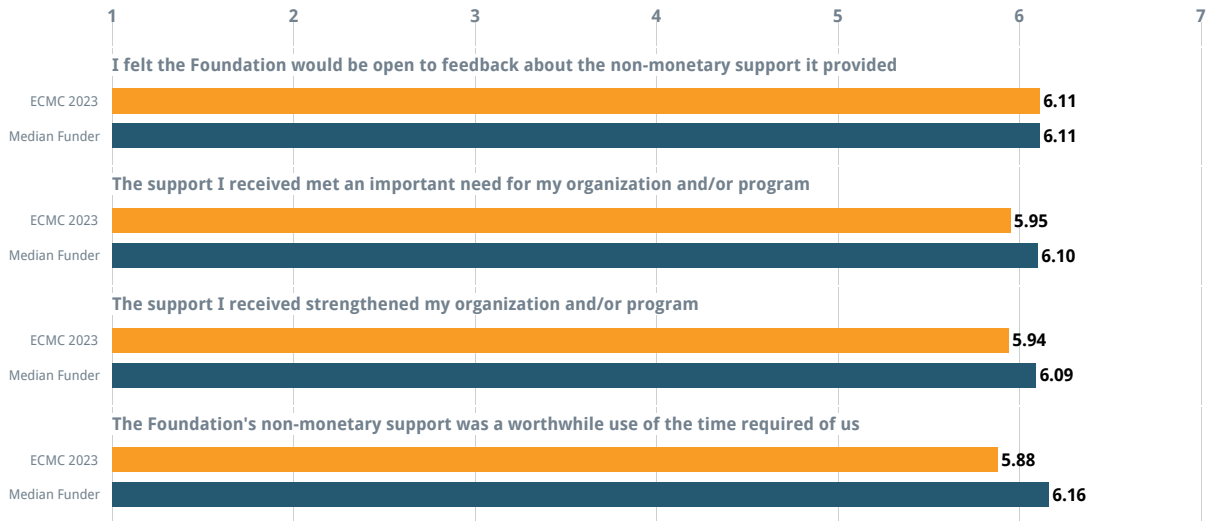 1 2 3 4 5 6 7
I felt the Foundation would be open to feedback about the non-monetary support it provided
ECMC 2023 6.11
Median Funder 6.11
The support I received met an important need for my organization and/or program
ECMC 2023 5.95
Median Funder 6.10
The support I received strengthened my organization and/or program
ECMC 2023 5.94
Median Funder 6.09
The Foundation's non-monetary support was a worthwhile use of the time required of us
ECMC 2023 5.88
Median Funder 6.16